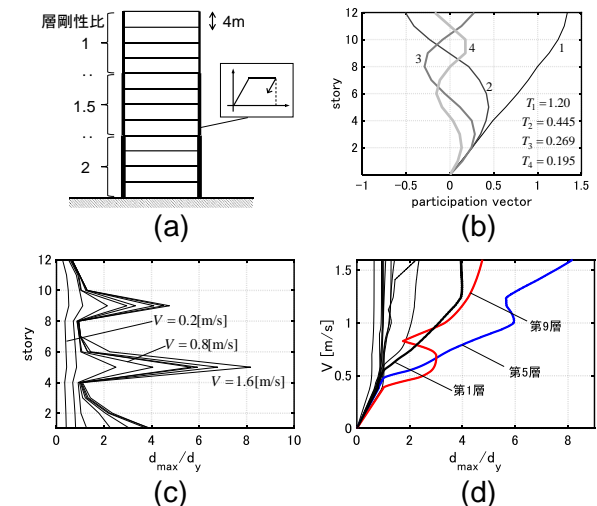 層剛性比
4m
1
..
1.5
..
2
(a)
12
10
8
6
4
2
story
1
2
3
4
T1=1.20
T2=0.445
T3=0.269
T4=0.195
-1 -0.5 0 0.5 1 1.5
participation vector
(b)
12
10
8
6
4
2
story
V=0.2[m/s]
V=0.8[m/s]
V=1.6[m/s]
0 2 4 6 8 10
dmax/dy
(c)
1.5
1
0.5
0
V [m/s]
第9層
第5層
第1層
0 2 4 6 8
dmax/dy
(d)